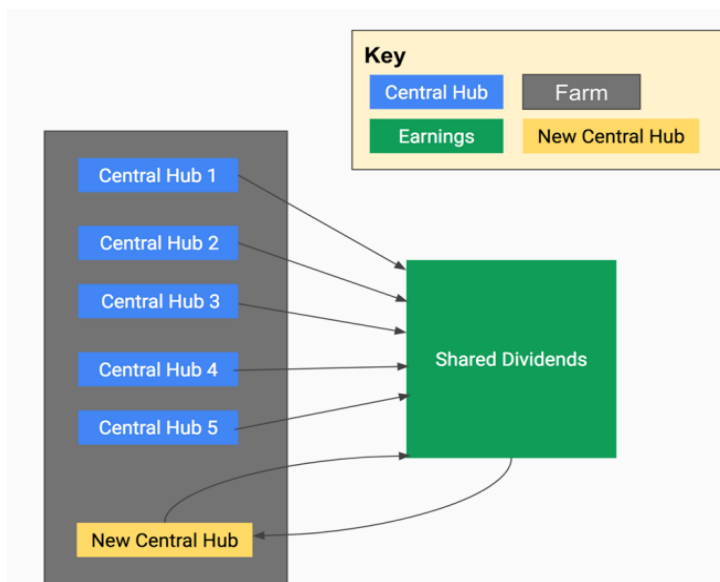 Key
Central Hub
Farm
Earnings
New Central Hub
Central Hub 1
Central Hub 2
Central Hub 3
Central Hub 4
Central Hub 5
Shared Dividends
New Central Hub